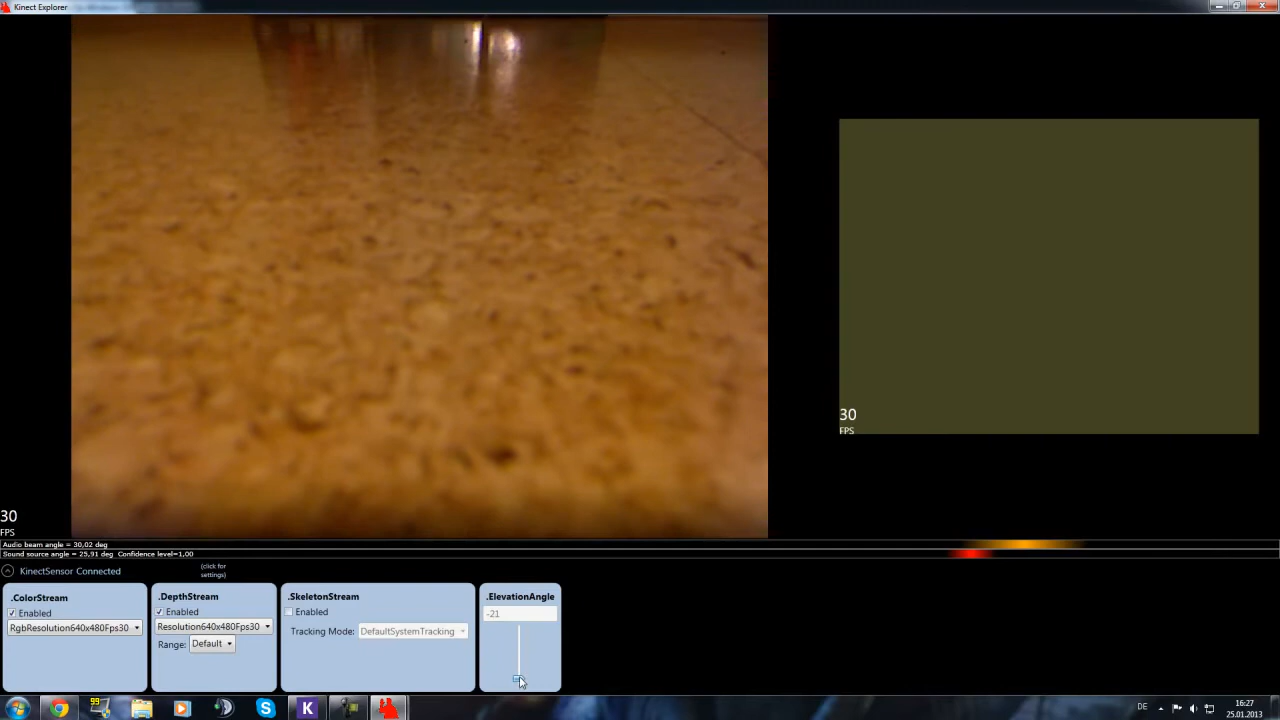 Kinect Explorer
30
FPS
30
FPS
Audio beam angle = 30,02 deg
Sound source angle = 25,91 deg Confidence level=1,00
KinectSensor Connected
(click for
settings)
.ColorStream
Enabled
RgbResolution640x480Fps30
.DepthStream
Enabled
Resolution640x480Fps30
Range: Default
.SkeletonStream
Enabled
Tracking Mode: DefaultSystemTracking
.ElevationAngle
-21
99
S
K
DE
16:27
25.01.2013